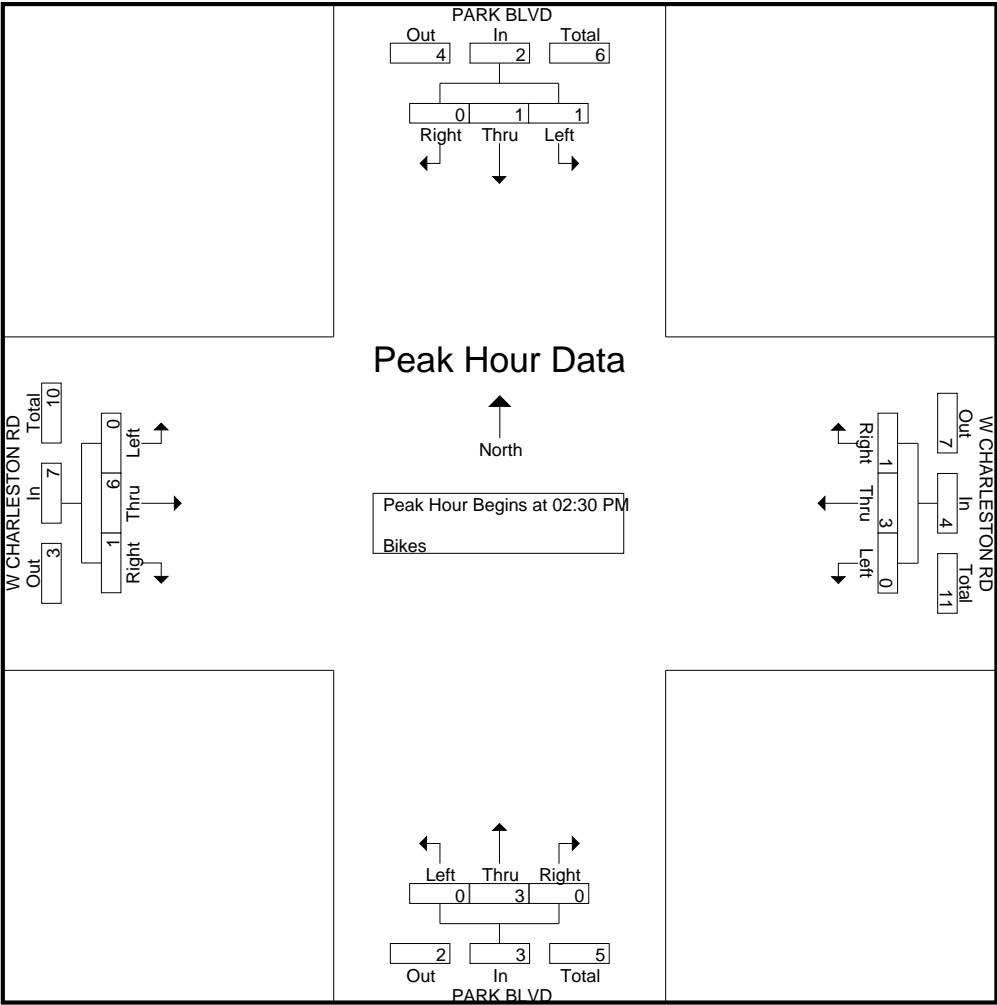 PARK BLVD
Out In Total
4 2 6
0 1 1
Right Thru Left
Peak Hour Data
North
Peak Hour Begins at 02:30 PM
Bikes
W CHARLESTON RD
Total In Out
10 7 3
0 6 1
Left Thru Right
W CHARLESTON RD
Out In Total
7 4 11
1 3 0
Right Thru Left
Left Thru Right
0 3 0
2 3 5
Out In Total
PARK BLVD